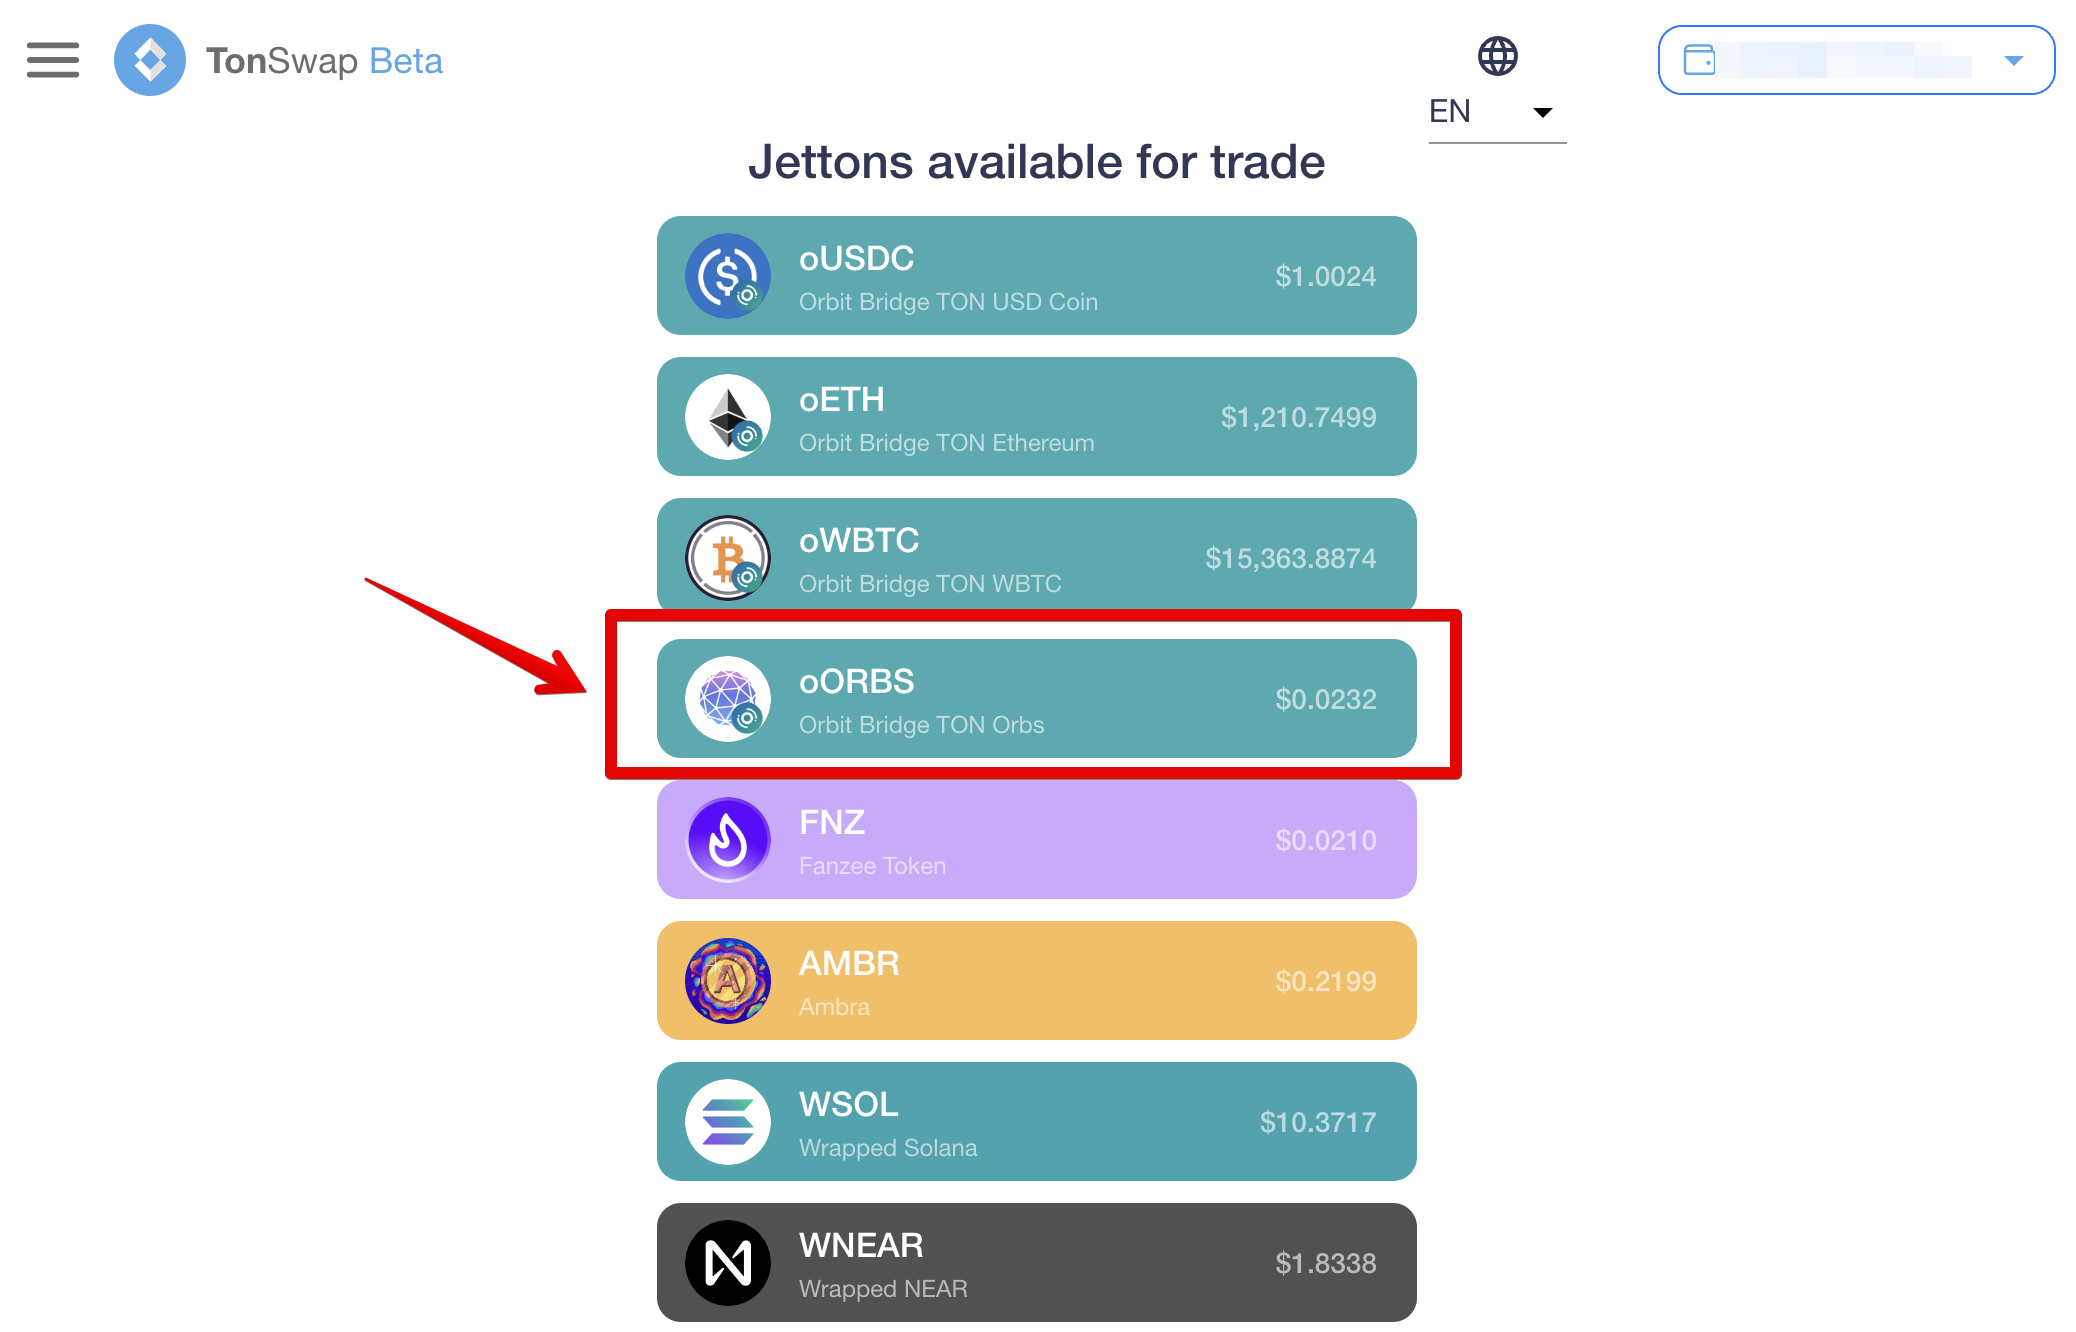 TonSwap Beta
EN
Jettons available for trade
oUSDC
Orbit Bridge TON USD Coin
$1.0024
oETH
Orbit Bridge TON Ethereum
$1,210.7499
oWBTC
Orbit Bridge TON WBTC
$15,363.8874
oORBS
Orbit Bridge TON Orbs
$0.0232
FNZ
Fanzee Token
$0.0210
AMBR
Ambra
$0.2199
WSOL
Wrapped Solana
$10.3717
WNEAR
Wrapped NEAR
$1.8338